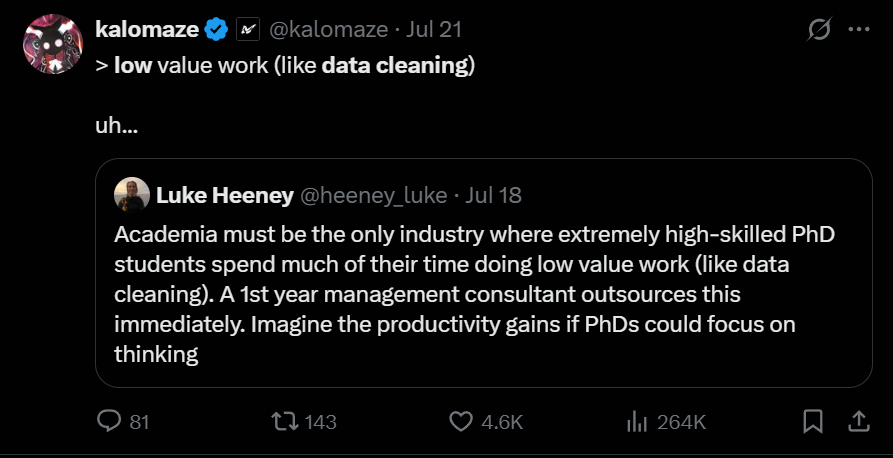 kalomaze @kalomaze · Jul 21
> low value work (like data cleaning)
uh...
Luke Heeney @heeney_luke · Jul 18
Academia must be the only industry where extremely high-skilled PhD
students spend much of their time doing low value work (like data
cleaning). A 1st year management consultant outsources this
immediately. Imagine the productivity gains if PhDs could focus on
thinking
81 143 4.6K 264K